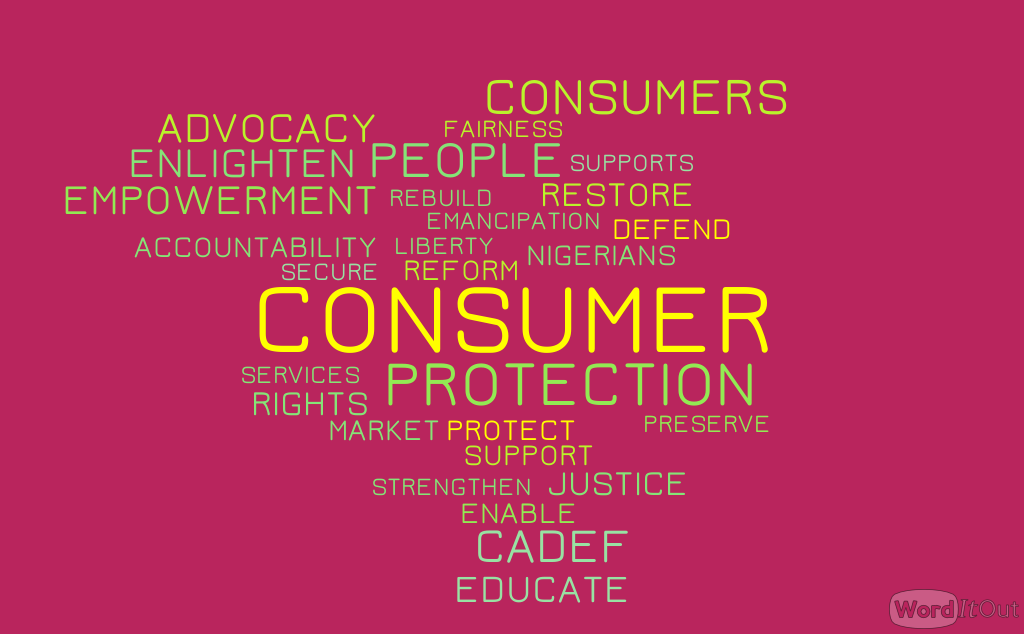 CONSUMERS
ADVOCACY FAIRNESS
ENLIGHTEN PEOPLE SUPPORTS
EMPOWERMENT REBUILD RESTORE
EMANCIPATION DEFEND
ACCOUNTABILITY LIBERTY NIGERIANS
SECURE REFORM
CONSUMER
SERVICES PROTECTION
RIGHTS
MARKET PROTECT PRESERVE
SUPPORT
STRENGTHEN JUSTICE
ENABLE
CADEF
EDUCATE
WordItOut